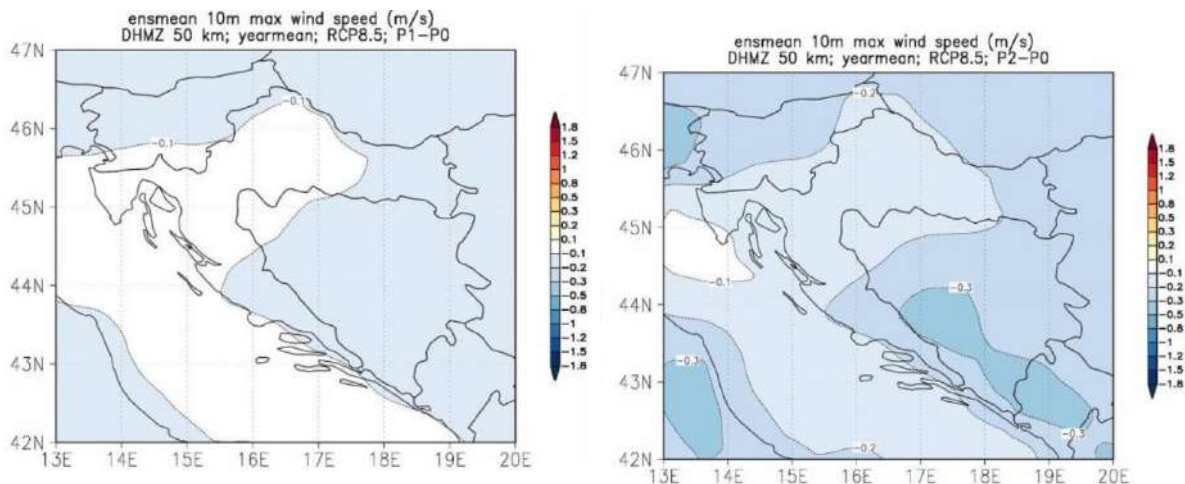 ensmean 10m max wind speed (m/s)
DHMZ 50 km; yearmean; RCP8.5; P1-P0
47N
46N
45N
44N
43N
42N
13E 14E 15E 16E 17E 18E 19E 20E
-0.1
-0.1
1.8
1.5
1.2
1
0.8
0.5
0.3
0.2
0.1
-0.1
-0.2
-0.3
-0.5
-0.8
-1
-1.2
-1.5
-1.8
ensmean 10m max wind speed (m/s)
DHMZ 50 km; yearmean; RCP8.5; P2-P0
47N
46N
45N
44N
43N
42N
13E 14E 15E 16E 17E 18E 19E 20E
-0.2
-0.1
-0.3
-0.3
-0.2
-0.3
1.8
1.5
1.2
1
0.8
0.5
0.3
0.2
0.1
-0.1
-0.2
-0.3
-0.5
-0.8
-1
-1.2
-1.5
-1.8